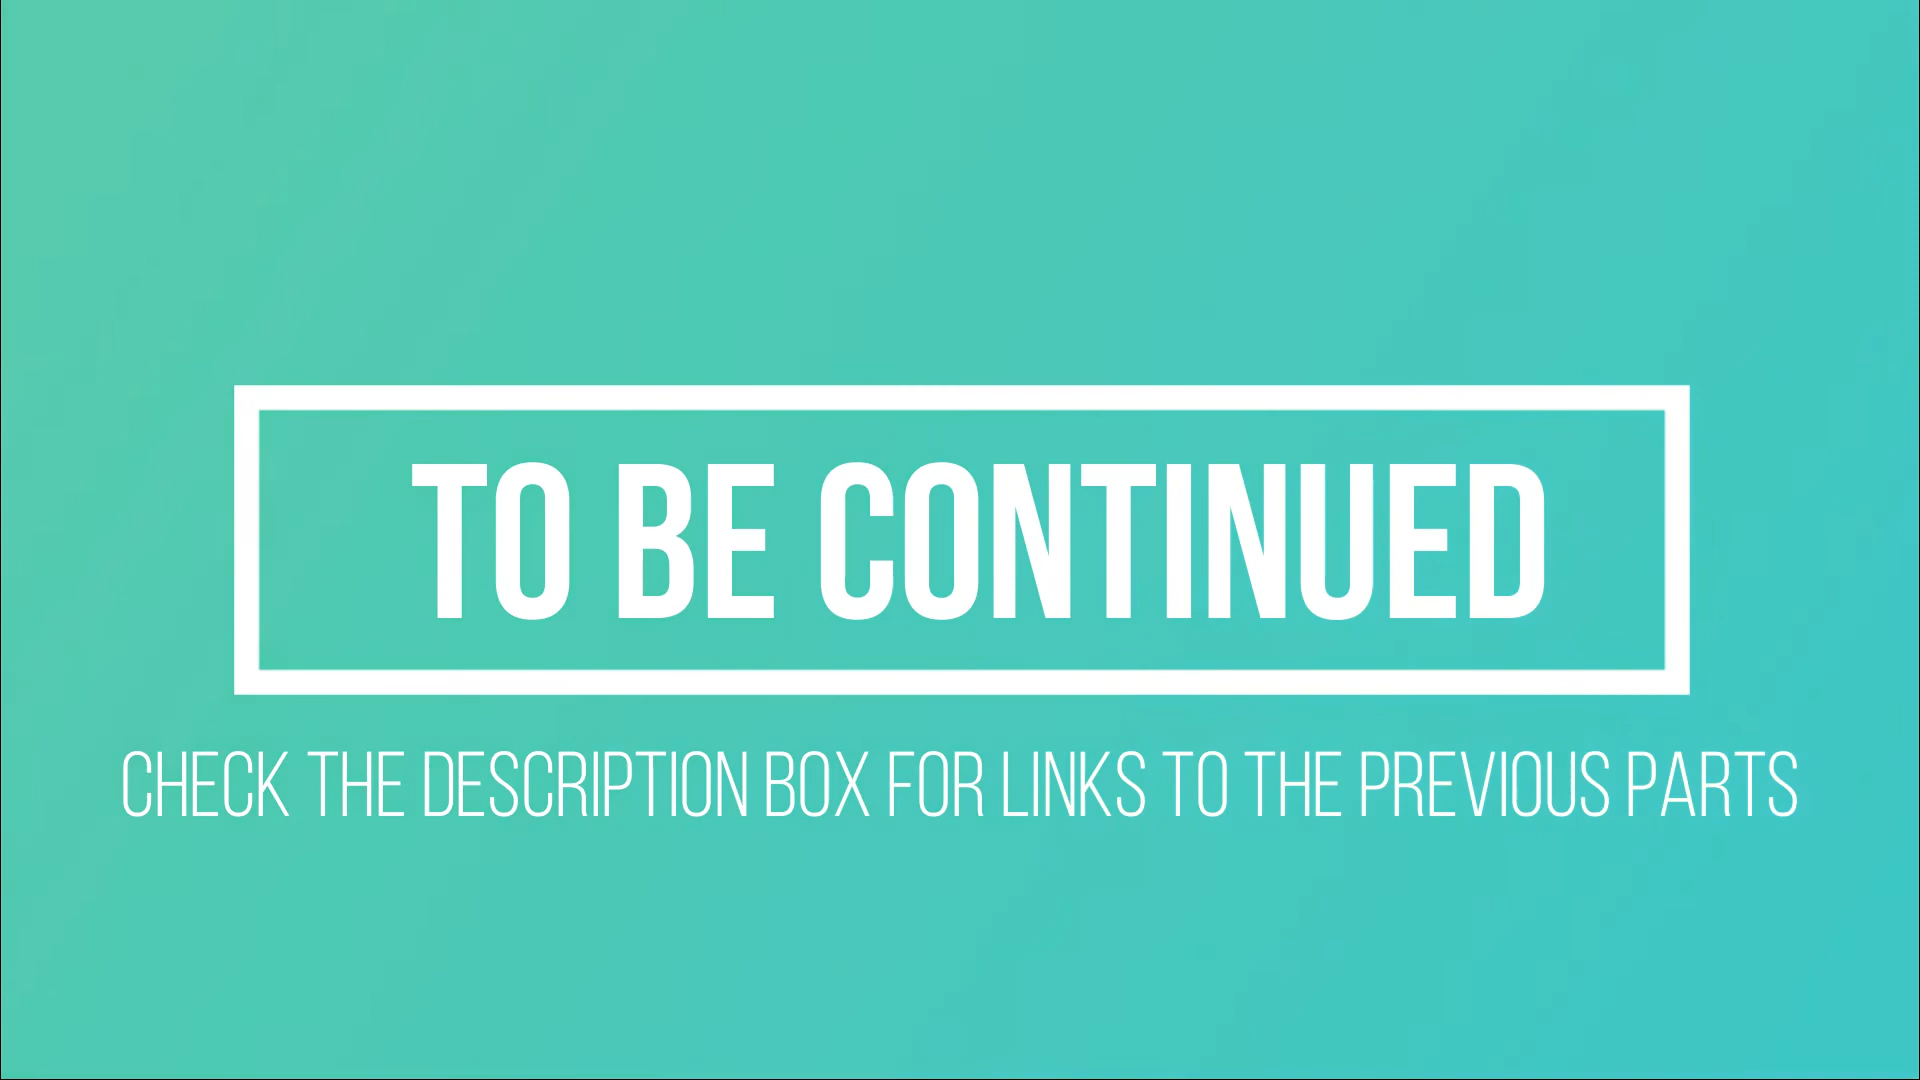 TO BE CONTINUED
CHECK THE DESCRIPTION BOX FOR LINKS TO THE PREVIOUS PARTS